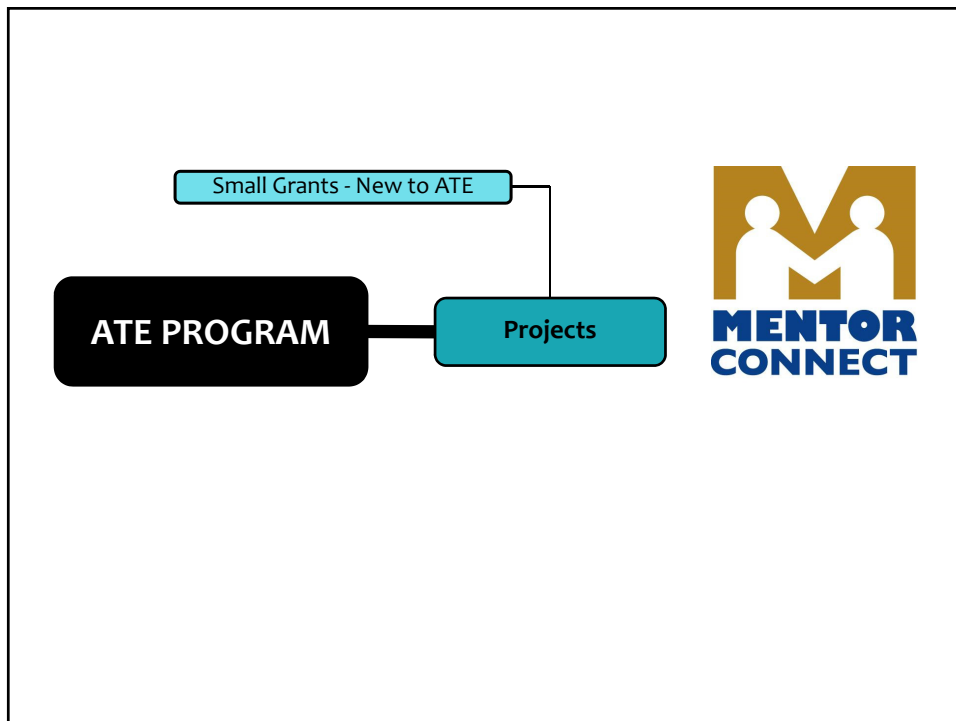 Small Grants - New to ATE
ATE PROGRAM
Projects
MENTOR
CONNECT